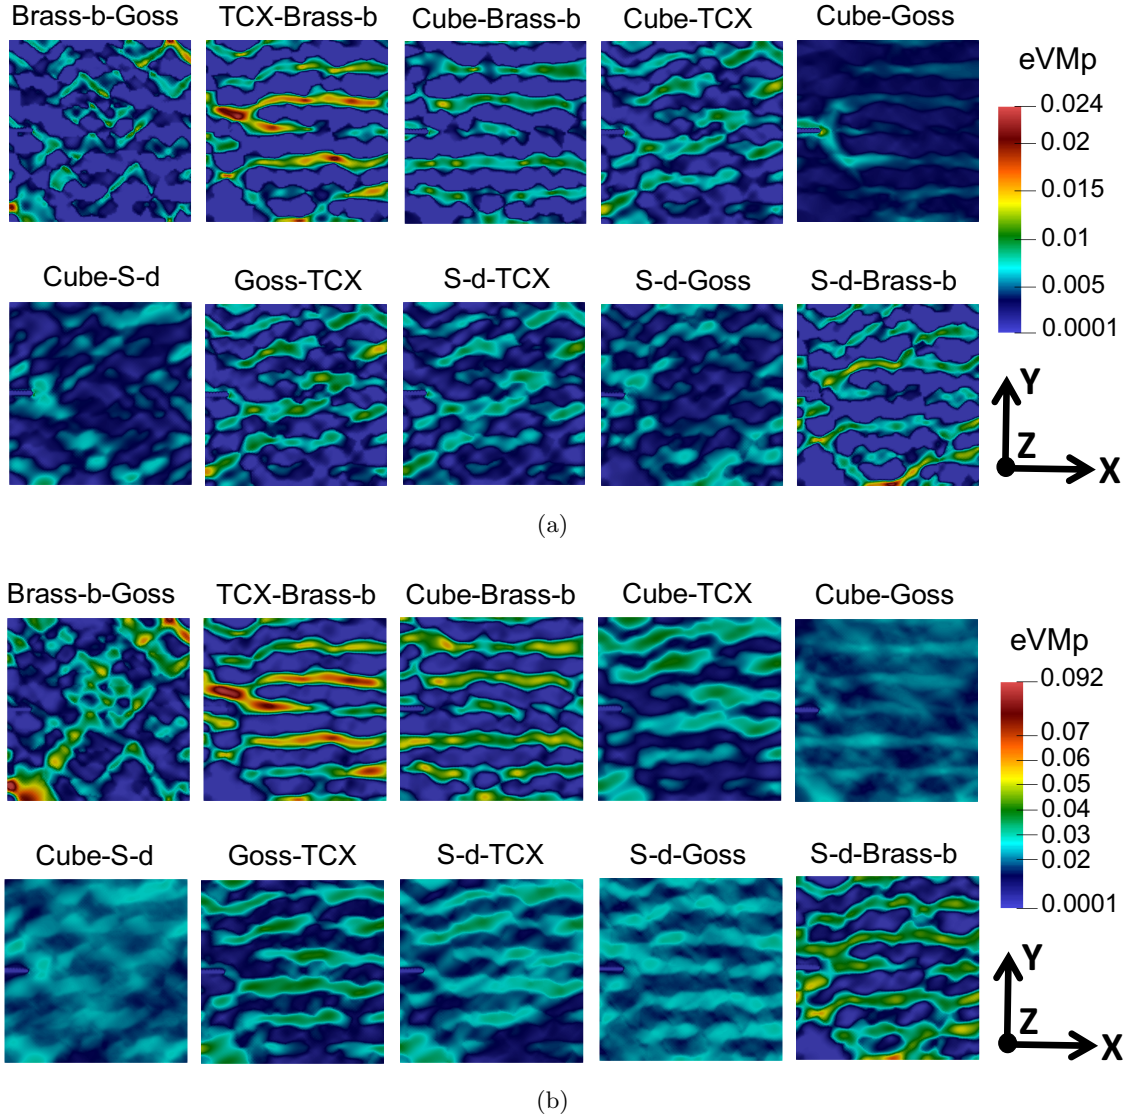 Brass-b-Goss TCX-Brass-b Cube-Brass-b Cube-TCX Cube-Goss
eVMp
0.024
0.02
0.015
0.01
0.005
0.0001
Cube-S-d Goss-TCX S-d-TCX S-d-Goss S-d-Brass-b
Y
Z
X
(a)
Brass-b-Goss TCX-Brass-b Cube-Brass-b Cube-TCX Cube-Goss
eVMp
0.092
0.07
0.06
0.05
0.04
0.03
0.02
0.0001
Cube-S-d Goss-TCX S-d-TCX S-d-Goss S-d-Brass-b
Y
Z
X
(b)